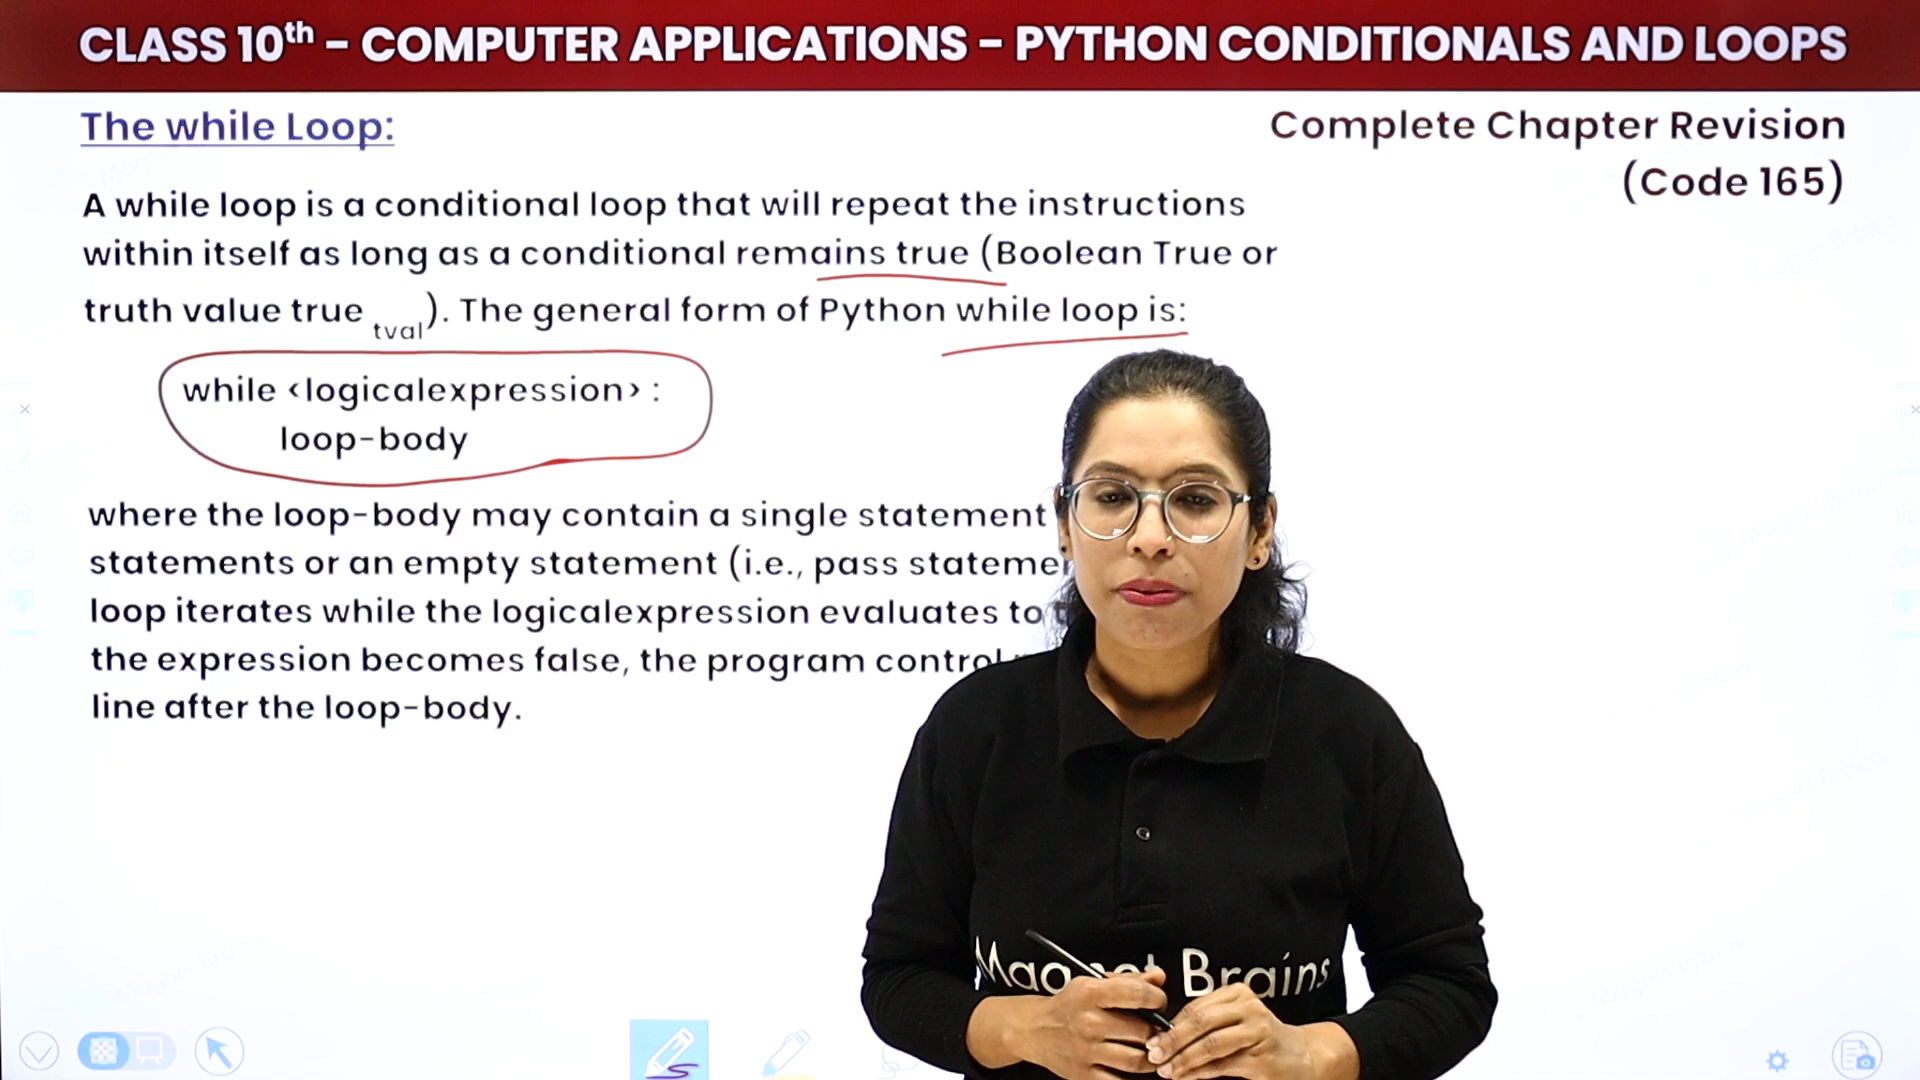 CLASS 10th – COMPUTER APPLICATIONS – PYTHON CONDITIONALS AND LOOPS
The while Loop:
Complete Chapter Revision
(Code 165)
A while loop is a conditional loop that will repeat the instructions
within itself as long as a conditional remains true (Boolean True or
truth value true tval). The general form of Python while loop is:
while <logicalexpression> :
loop-body
where the loop-body may contain a single statement
statements or an empty statement (i.e., pass
loop iterates while the logicalexpression evaluates to
the expression becomes false, the program control
line after the loop-body.
Magnet Brains